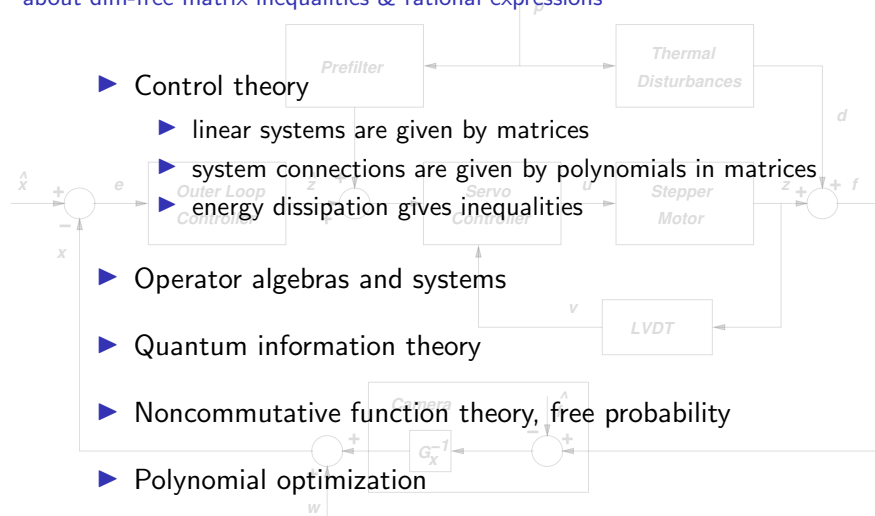 about dim-free matrix inequalities & rational expressions
p
Prefilter
Thermal
Disturbances
▶ Control theory
d
▶ linear systems are given by matrices
▶ system connections are given by polynomials in matrices
x̂ + e Outer Loop z + Servo u Stepper z + + f
▶ energy dissipation gives inequalities
Controller + Controller Motor
−
x
▶ Operator algebras and systems
v
LVDT
▶ Quantum information theory
Camera
▶ Noncommutative function theory, free probability
+ Gx^-1 − +
▶ Polynomial optimization
w